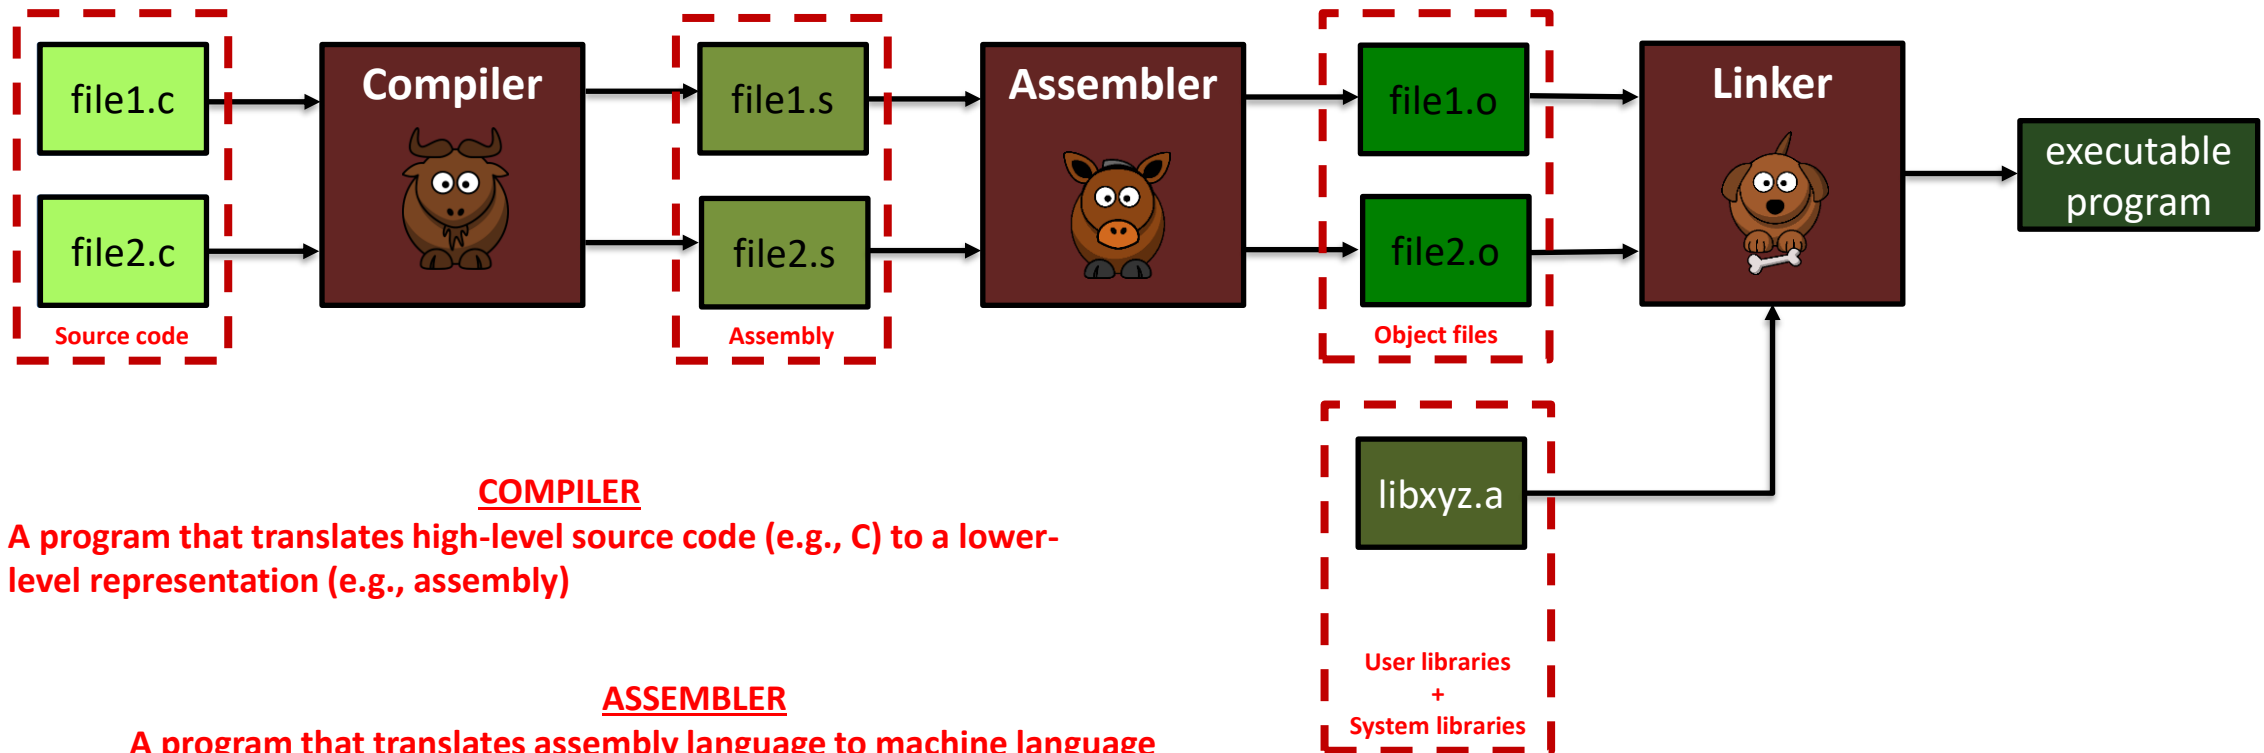 file1.c
file2.c
Source code
Compiler
file1.s
file2.s
Assembly
Assembler
file1.o
file2.o
Object files
Linker
executable
program
libxyz.a
User libraries
+
System libraries
COMPILER
A program that translates high-level source code (e.g., C) to a lower-
level representation (e.g., assembly)
ASSEMBLER
A program that translates assembly language to machine language